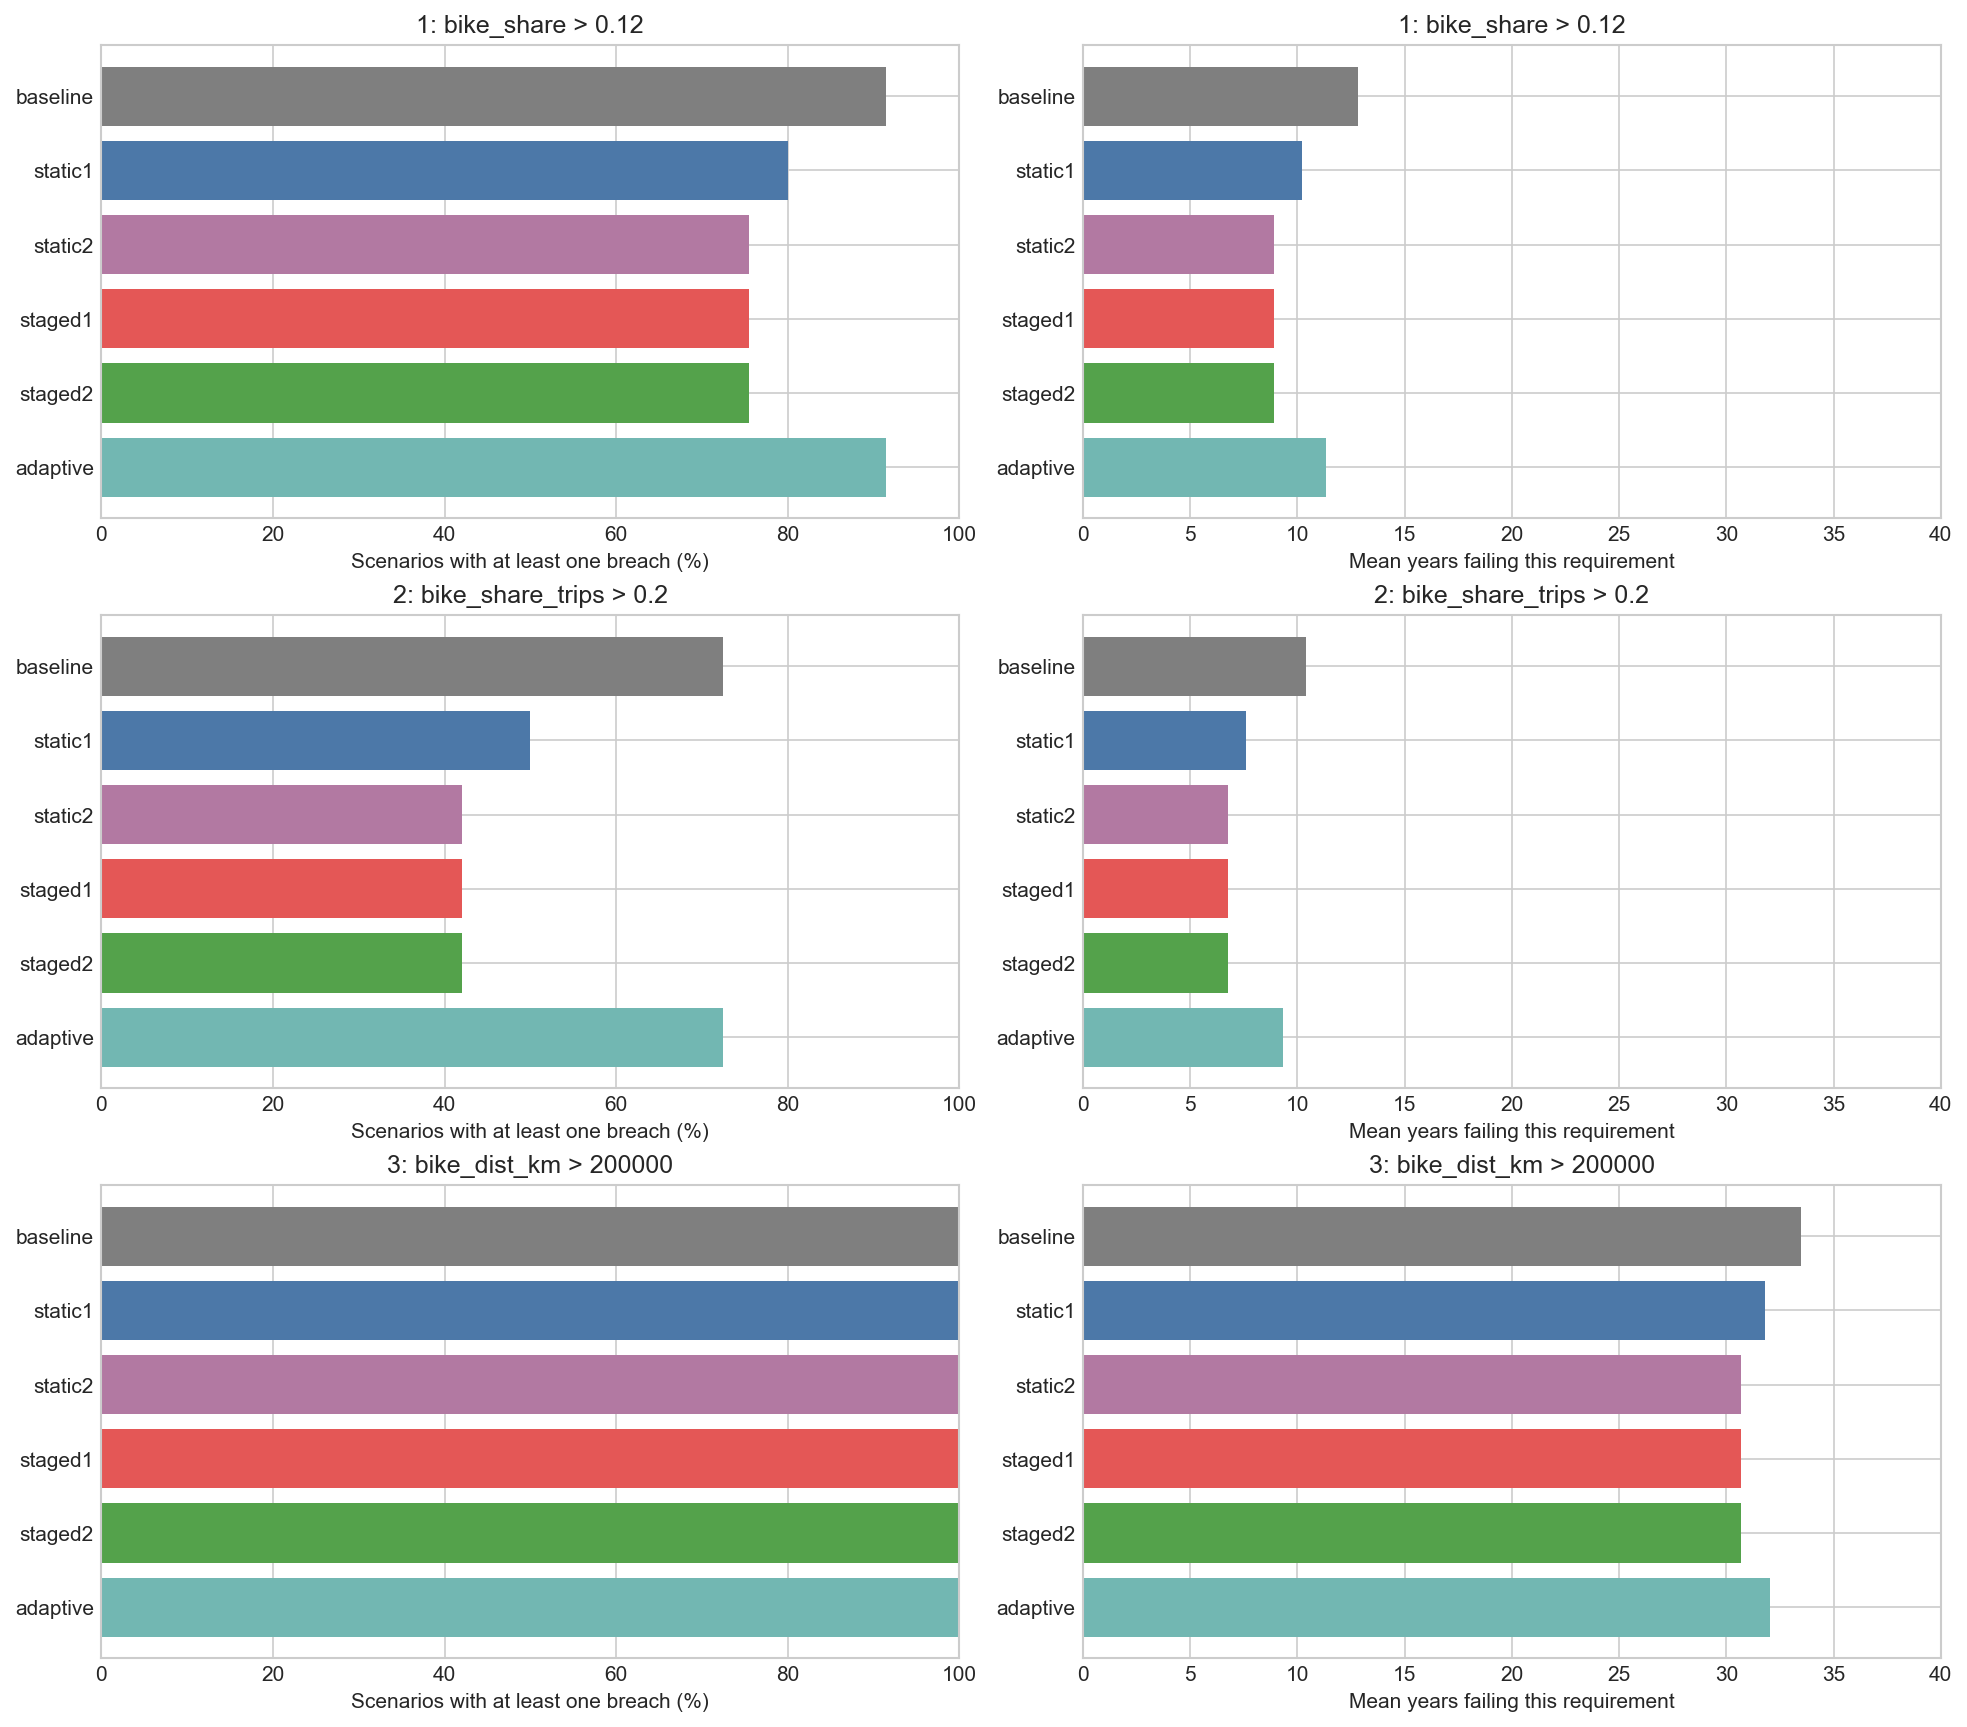 1: bike_share > 0.12
baseline
static1
static2
staged1
staged2
adaptive
0 20 40 60 80 100
Scenarios with at least one breach (%)
1: bike_share > 0.12
baseline
static1
static2
staged1
staged2
adaptive
0 5 10 15 20 25 30 35 40
Mean years failing this requirement
2: bike_share_trips > 0.2
baseline
static1
static2
staged1
staged2
adaptive
0 20 40 60 80 100
Scenarios with at least one breach (%)
2: bike_share_trips > 0.2
baseline
static1
static2
staged1
staged2
adaptive
0 5 10 15 20 25 30 35 40
Mean years failing this requirement
3: bike_dist_km > 200000
baseline
static1
static2
staged1
staged2
adaptive
0 20 40 60 80 100
Scenarios with at least one breach (%)
3: bike_dist_km > 200000
baseline
static1
static2
staged1
staged2
adaptive
0 5 10 15 20 25 30 35 40
Mean years failing this requirement